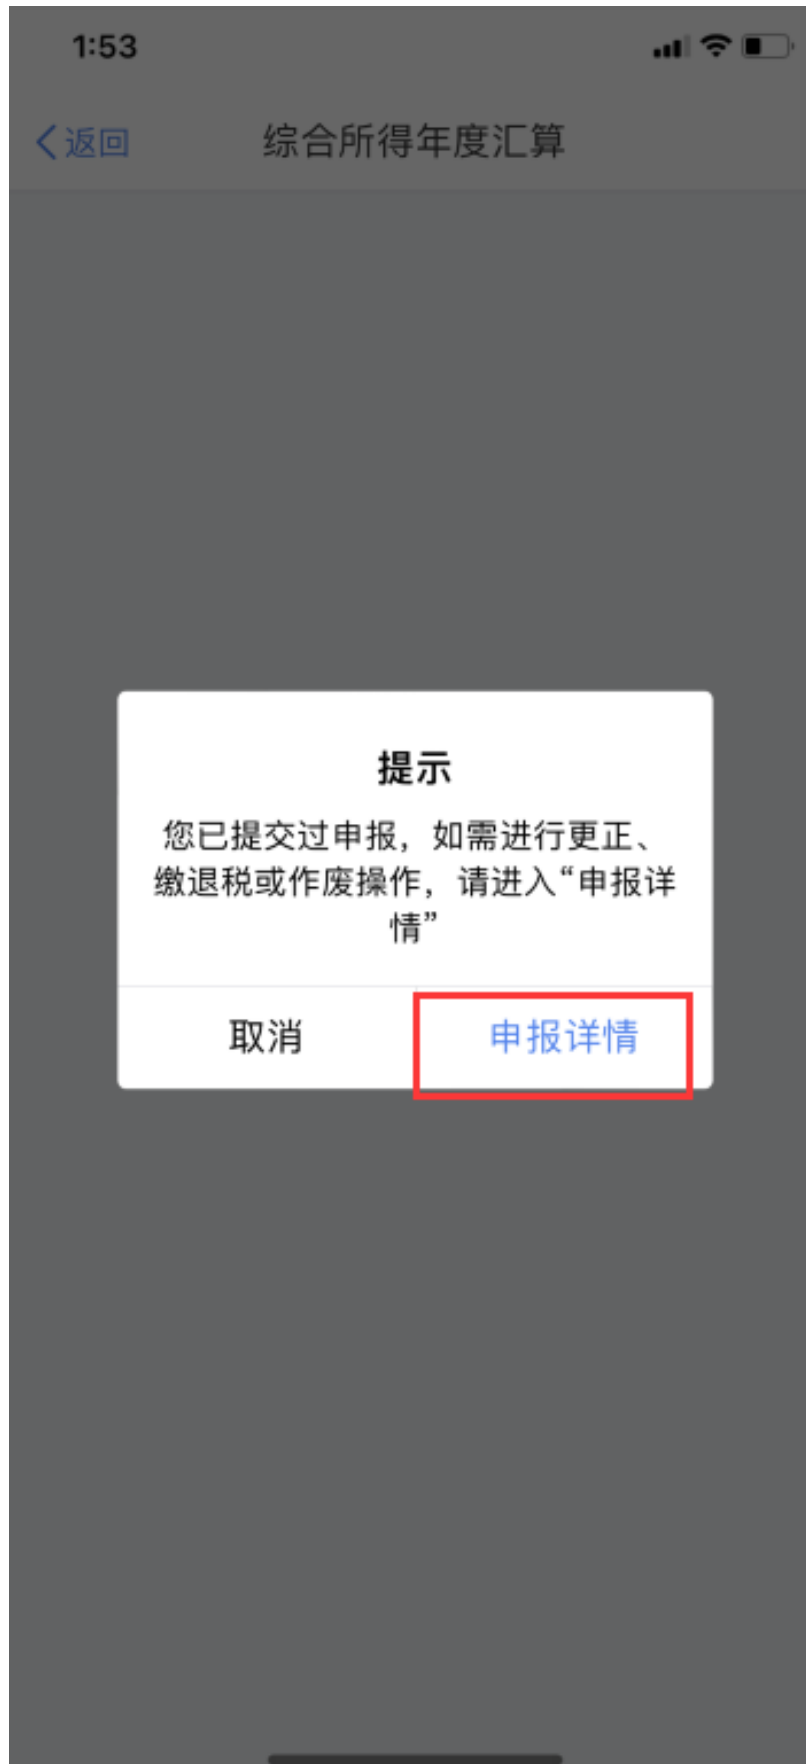 1:53
返回
综合所得年度汇算
提示
您已提交过申报，如需进行更正、
缴退税或作废操作，请进入“申报详
情”
取消
申报详情